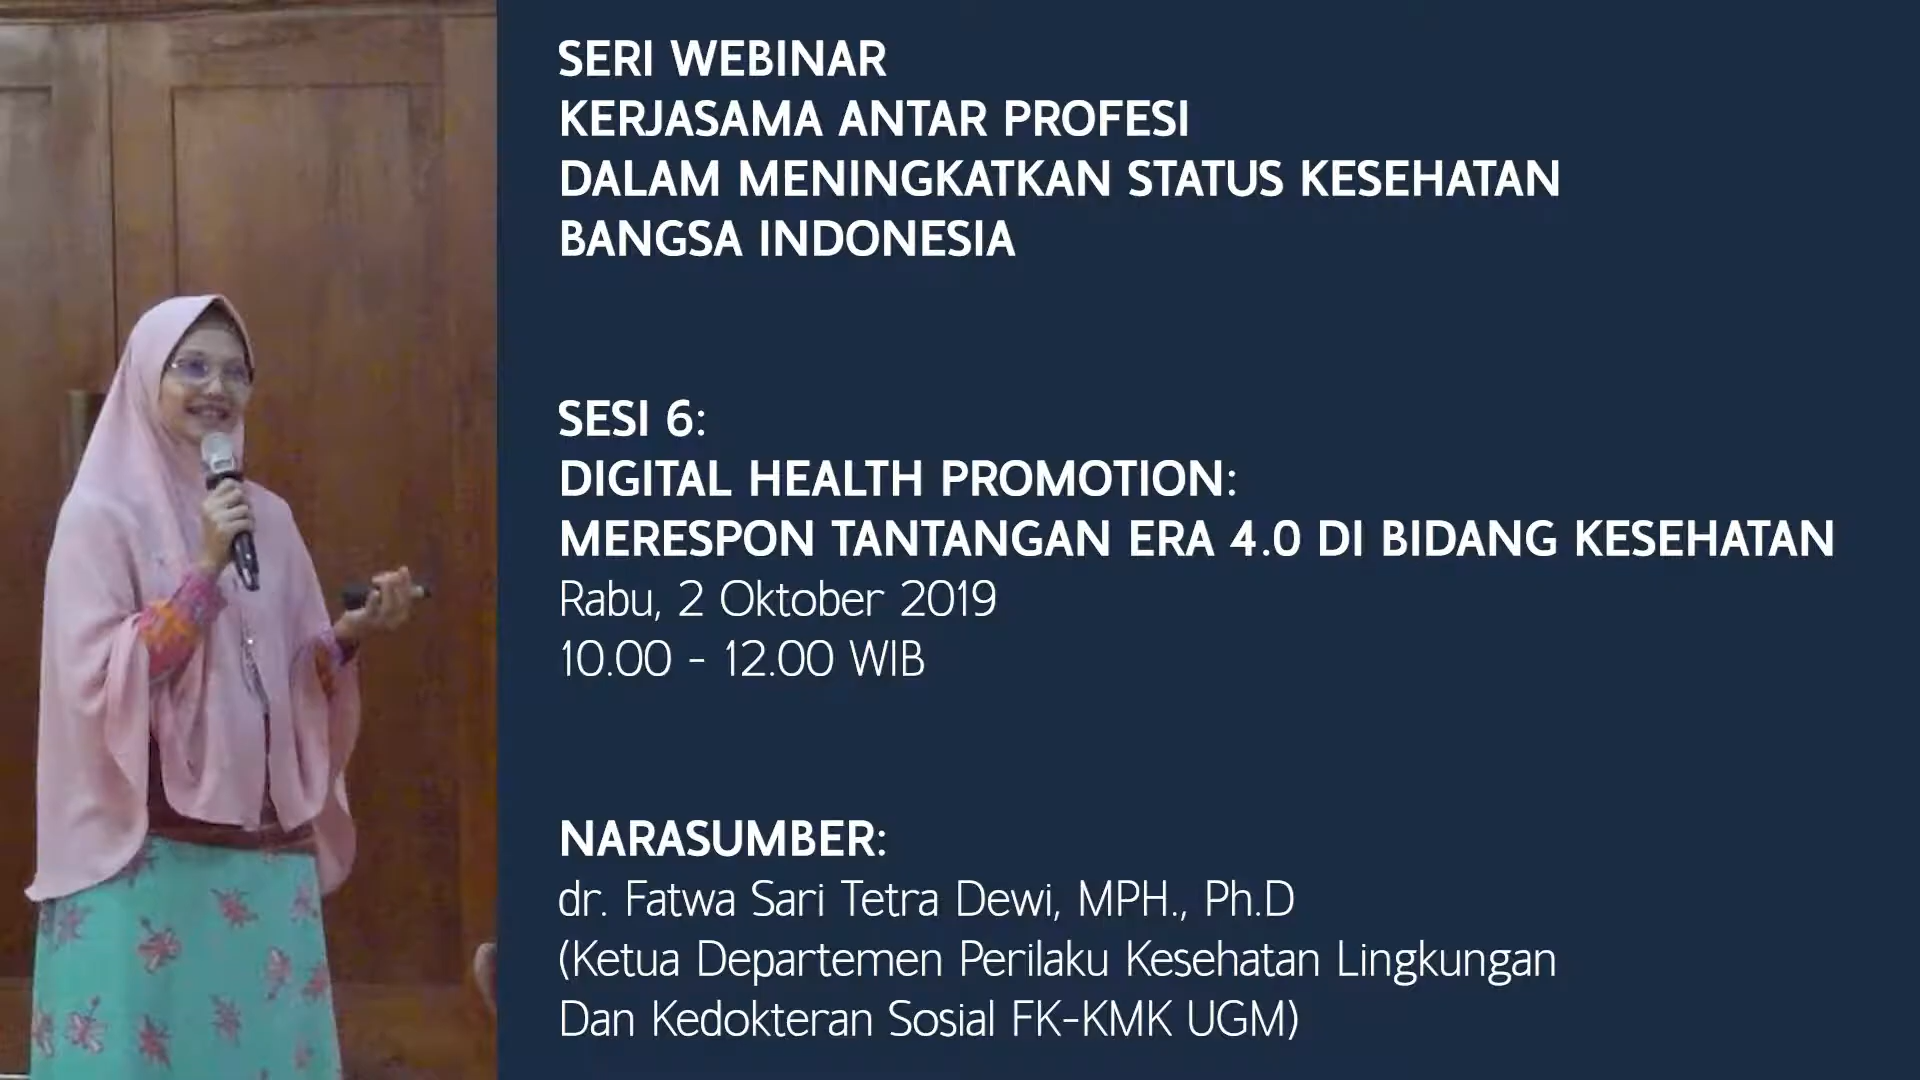 SERI WEBINAR
KERJASAMA ANTAR PROFESI
DALAM MENINGKATKAN STATUS KESEHATAN
BANGSA INDONESIA
SESI 6:
DIGITAL HEALTH PROMOTION:
MERESPON TANTANGAN ERA 4.0 DI BIDANG KESEHATAN
Rabu, 2 Oktober 2019
10.00 - 12.00 WIB
NARASUMBER:
dr. Fatwa Sari Tetra Dewi, MPH., Ph.D
(Ketua Departemen Perilaku Kesehatan Lingkungan
Dan Kedokteran Sosial FK-KMK UGM)